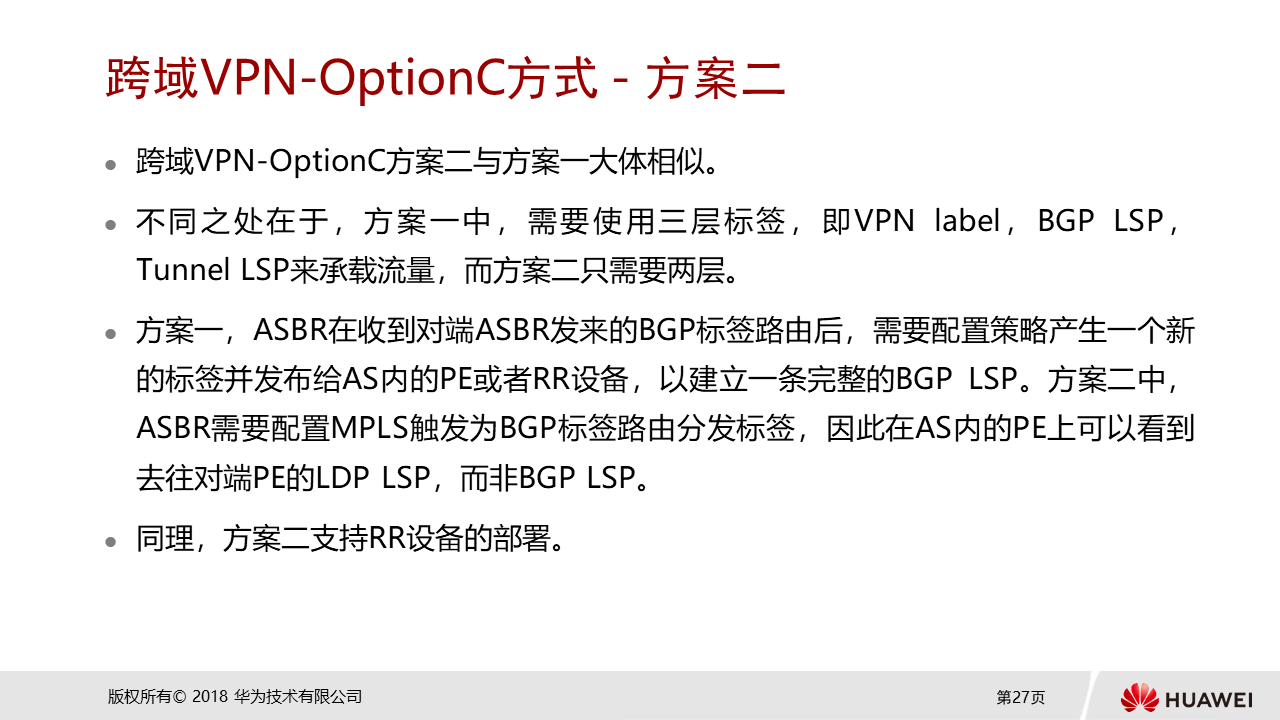 跨域VPN-OptionC方式 - 方案二
跨域VPN-OptionC方案二与方案一大体相似。
不同之处在于，方案一中，需要使用三层标签，即VPN label，BGP LSP，
Tunnel LSP来承载流量，而方案二只需要两层。
方案一，ASBR在收到对端ASBR发来的BGP标签路由后，需要配置策略产生一个新
的标签并发布给AS内的PE或者RR设备，以建立一条完整的BGP LSP。方案二中，
ASBR需要配置MPLS触发为BGP标签路由分发标签，因此在AS内的PE上可以看到
去往对端PE的LDP LSP，而非BGP LSP。
同理，方案二支持RR设备的部署。
版权所有© 2018 华为技术有限公司
第27页
HUAWEI